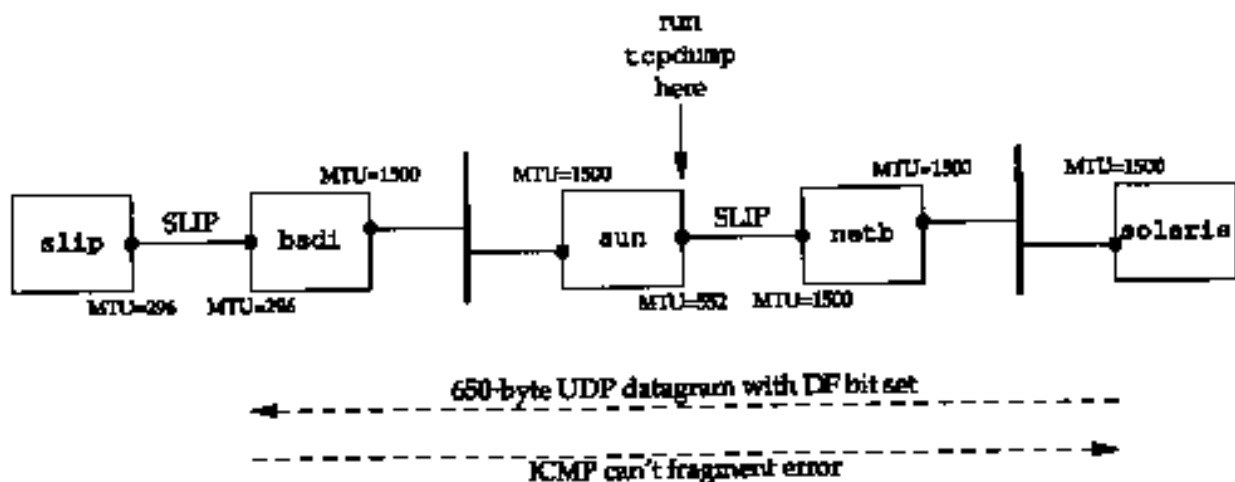 run
tcpdump
here
MTU=1500
MTU=1500
MTU=1500
MTU=1500
slip
SLIP
bsdi
sun
SLIP
netb
solaris
MTU=296
MTU=296
MTU=552
MTU=1500
650-byte UDP datagram with DF bit set
ICMP can't fragment error